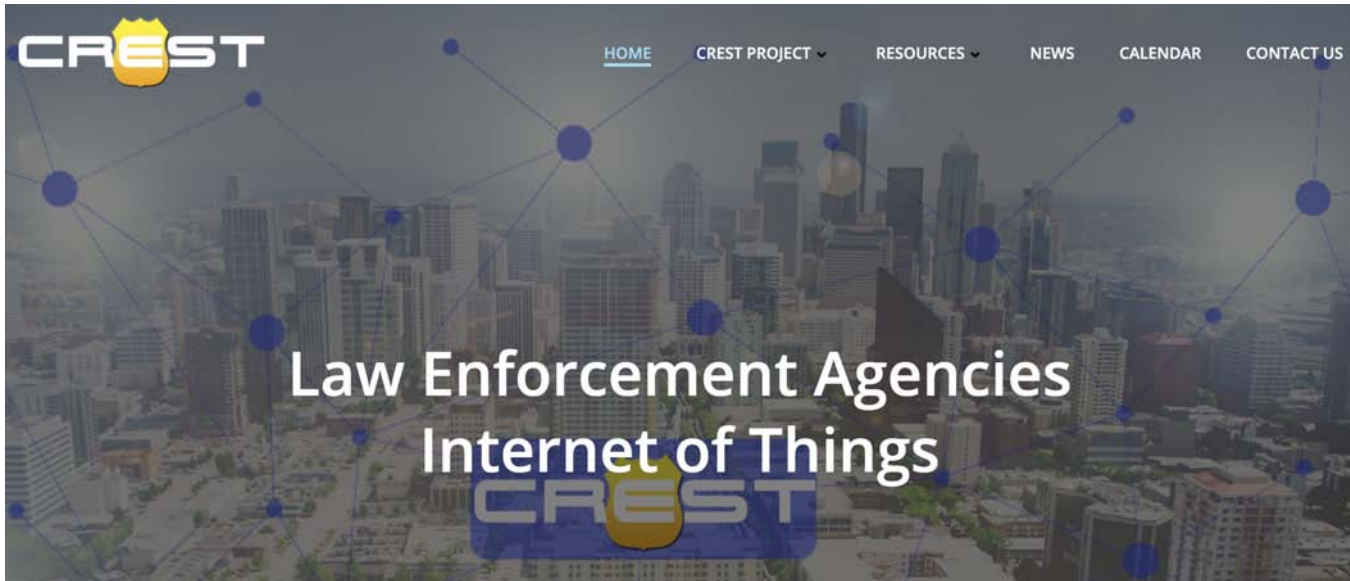 CREST
HOME CREST PROJECT RESOURCES NEWS CALENDAR CONTACT US
Law Enforcement Agencies
Internet of Things
CREST